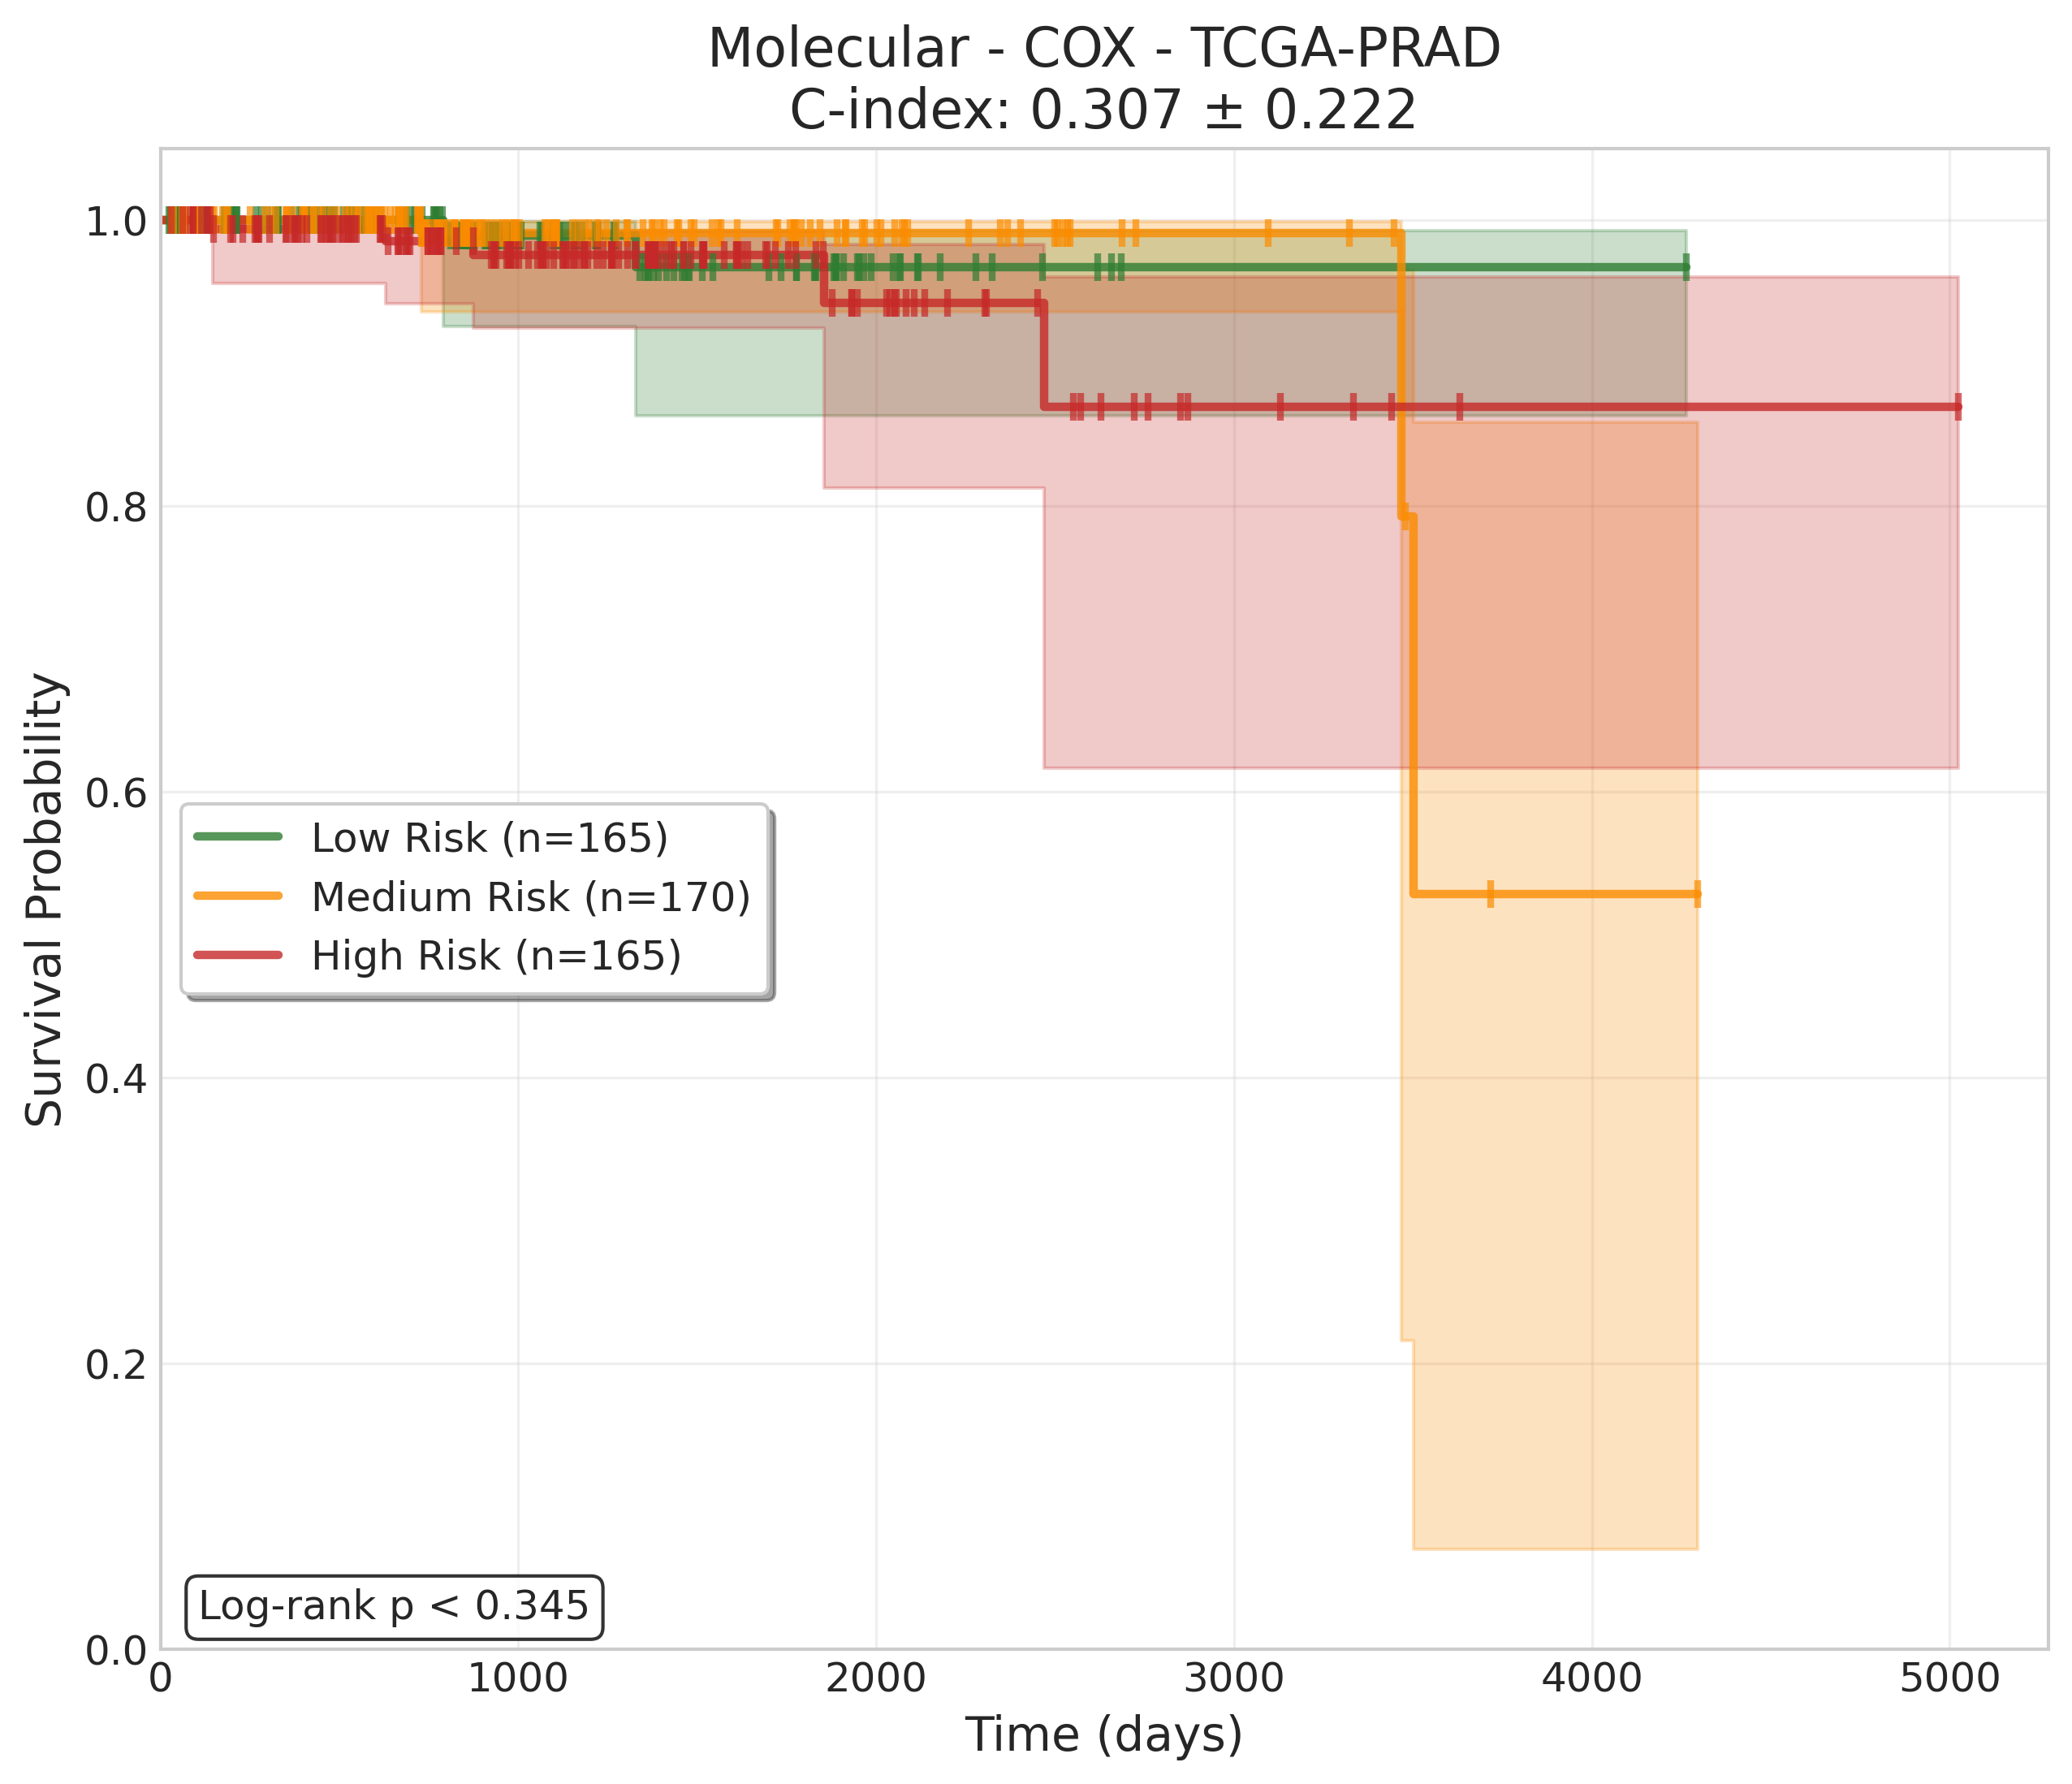 Molecular - COX - TCGA-PRAD
C-index: 0.307 ± 0.222
Survival Probability
1.0
0.8
0.6
0.4
0.2
0.0
Low Risk (n=165)
Medium Risk (n=170)
High Risk (n=165)
Log-rank p < 0.345
0 1000 2000 3000 4000 5000
Time (days)